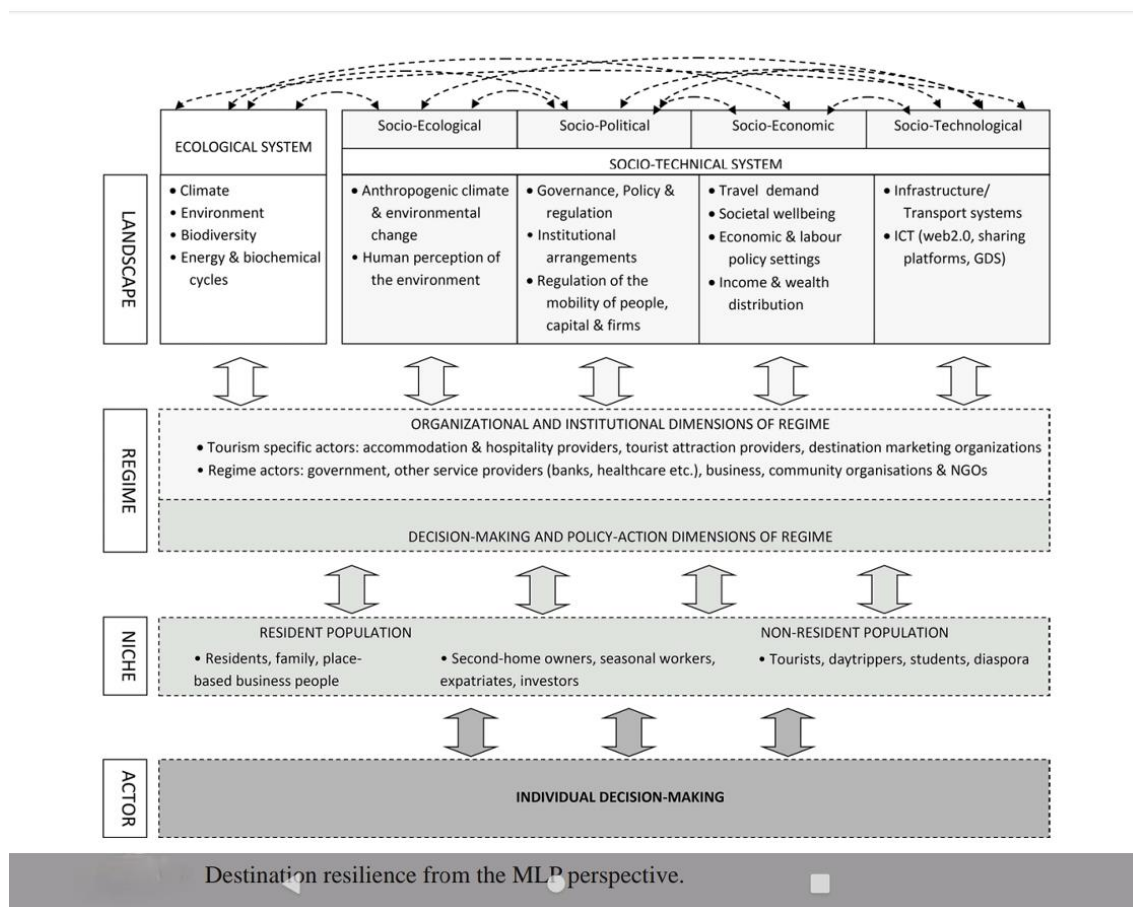 Socio-Ecological
Socio-Political
Socio-Economic
Socio-Technological
ECOLOGICAL SYSTEM
SOCIO-TECHNICAL SYSTEM
LANDSCAPE
• Climate
• Environment
• Biodiversity
• Energy & biochemical
cycles
• Anthropogenic climate
& environmental
change
• Human perception of
the environment
• Governance, Policy &
regulation
• Institutional
arrangements
• Regulation of the
mobility of people,
capital & firms
• Travel demand
• Societal wellbeing
• Economic & labour
policy settings
• Income & wealth
distribution
• Infrastructure/
Transport systems
• ICT (web2.0, sharing
platforms, GDS)
REGIME
ORGANIZATIONAL AND INSTITUTIONAL DIMENSIONS OF REGIME
• Tourism specific actors: accommodation & hospitality providers, tourist attraction providers, destination marketing organizations
• Regime actors: government, other service providers (banks, healthcare etc.), business, community organisations & NGOs
DECISION-MAKING AND POLICY-ACTION DIMENSIONS OF REGIME
NICHE
RESIDENT POPULATION
• Residents, family, place-
based business people
• Second-home owners, seasonal workers,
expatriates, investors
NON-RESIDENT POPULATION
• Tourists, daytrippers, students, diaspora
ACTOR
INDIVIDUAL DECISION-MAKING
Destination resilience from the MLP perspective.